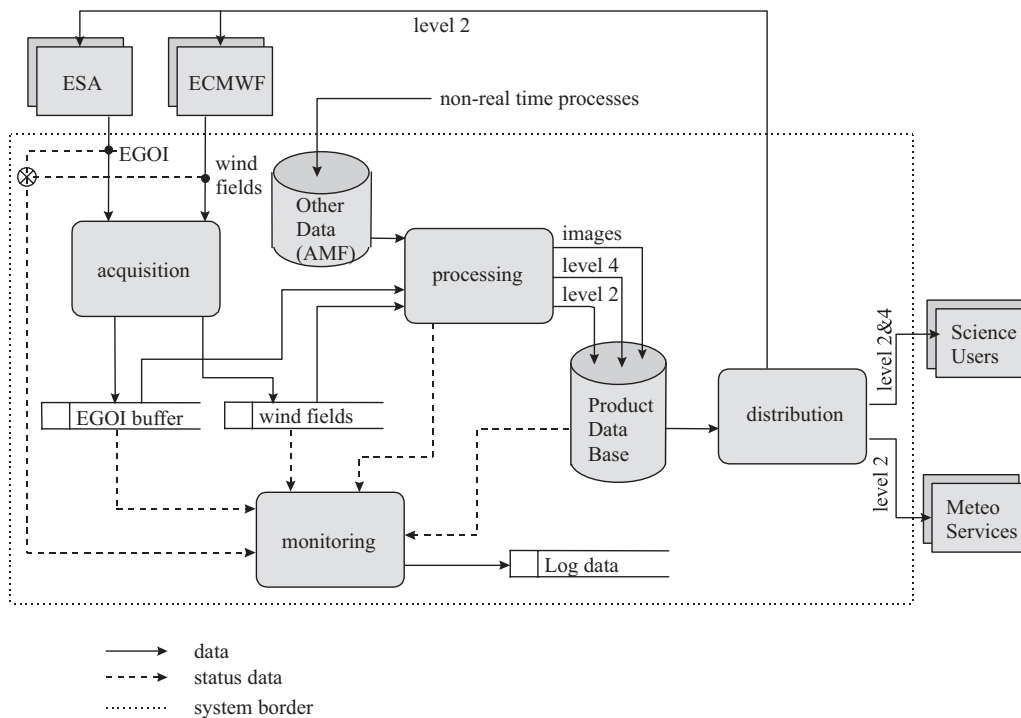 level 2
ESA
ECMWF
non-real time processes
EGOI
wind
fields
Other
Data
(AMF)
acquisition
processing
images
level 4
level 2
Science
Users
level 2&4
EGOI buffer
wind fields
Product
Data
Base
distribution
level 2
Meteo
Services
monitoring
Log data
data
status data
system border